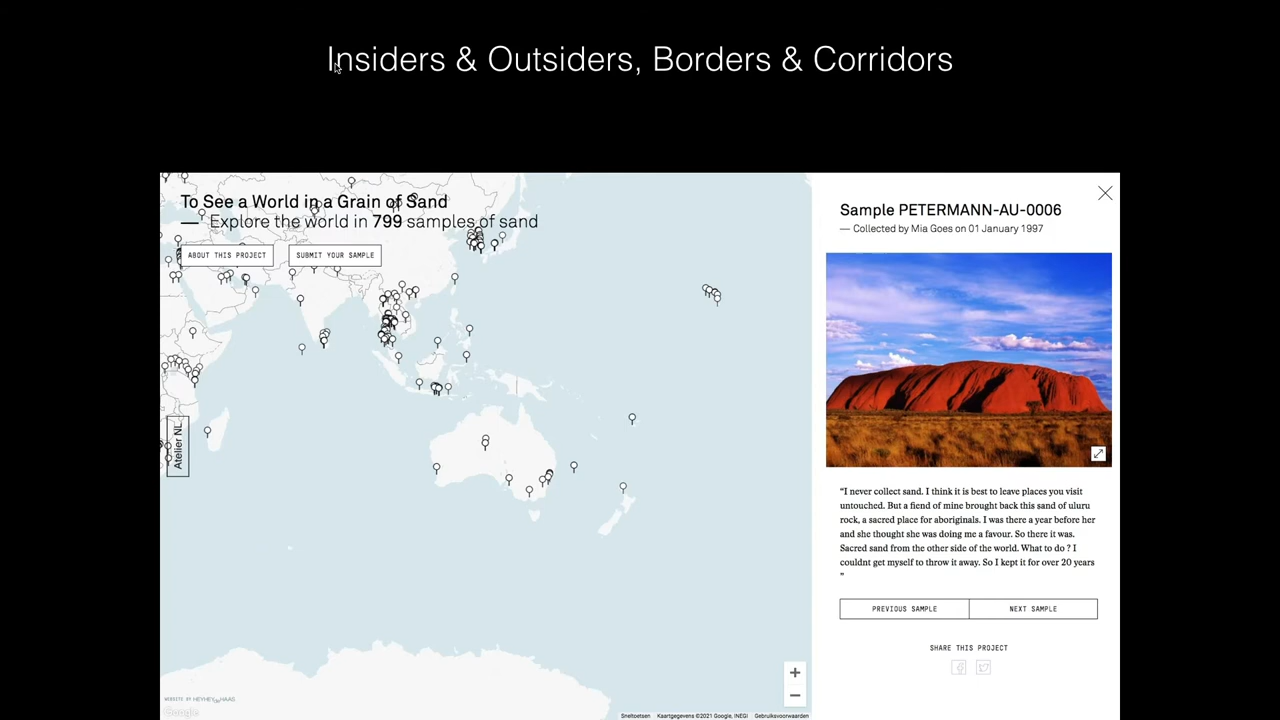 Insiders & Outsiders, Borders & Corridors
To See a World in a Grain of Sand
— Explore the world in 799 samples of sand
ABOUT THIS PROJECT
SUBMIT YOUR SAMPLE
Atelier NL
Sample PETERMANN-AU-0006
— Collected by Mia Goes on 01 January 1997
“I never collect sand. I think it is best to leave places you visit
untouched. But a fiend of mine brought back this sand of uluru
rock, a sacred place for aboriginals. I was there a year before her
and she thought she was doing me a favour. So there it was.
Sacred sand from the other side of the world. What to do ? I
couldnt get myself to throw it away. So I kept it for over 20 years
”
PREVIOUS SAMPLE
NEXT SAMPLE
SHARE THIS PROJECT
WEBSITE BY HEYHEYDEHAAS
Google
Sneltoetsen
Kaartgegevens ©2021 Google, INEGI
Gebruiksvoorwaarden